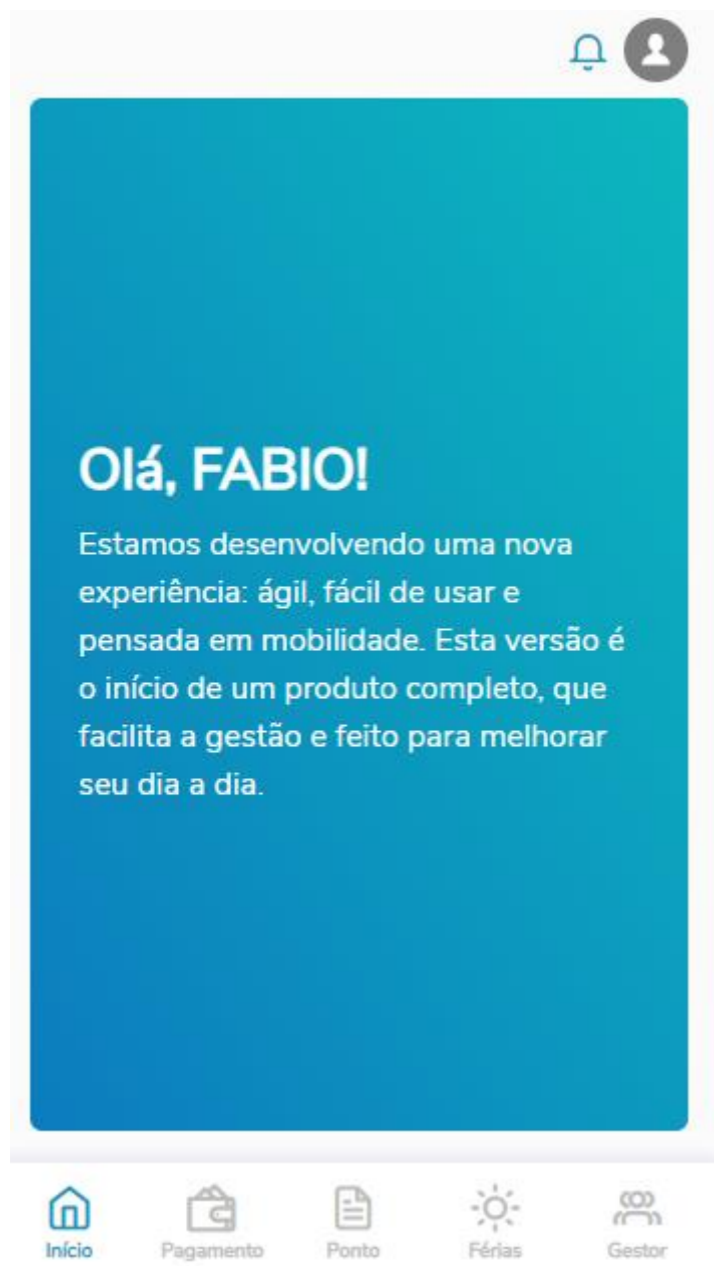 Olá, FABIO!
Estamos desenvolvendo uma nova
experiência: ágil, fácil de usar e
pensada em mobilidade. Esta versão é
o início de um produto completo, que
facilita a gestão e feito para melhorar
seu dia a dia.
Início
Pagamento
Ponto
Férias
Gestor